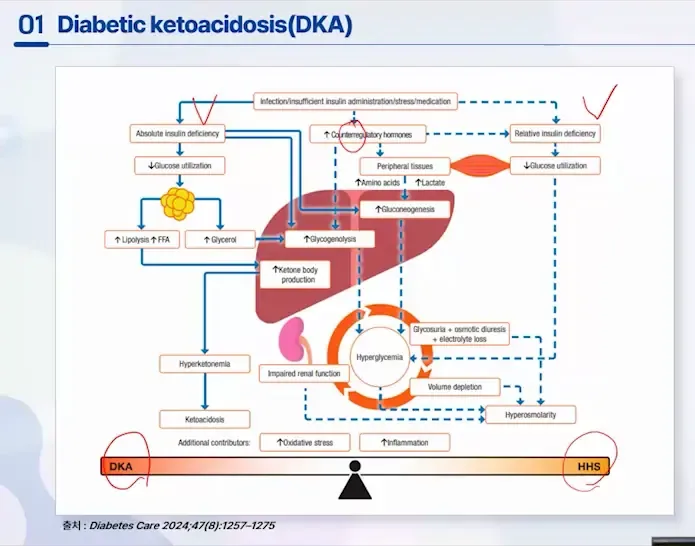 01 Diabetic ketoacidosis(DKA)
Infection/insufficient insulin administration/stress/medication
Absolute insulin deficiency
↑ Counterregulatory hormones
Relative insulin deficiency
↓Glucose utilization
Peripheral tissues
↓Glucose utilization
↑Amino acids ↑Lactate
↑Gluconeogenesis
↑ Lipolysis ↑ FFA
↑ Glycerol
↑Glycogenolysis
↑Ketone body
production
Glycosuria + osmotic diuresis
+ electrolyte loss
Hyperglycemia
Hyperketonemia
Impaired renal function
Volume depletion
Hyperosmolarity
Ketoacidosis
Additional contributors:
↑Oxidative stress
↑Inflammation
DKA
HHS
출처 : Diabetes Care 2024;47(8):1257–1275